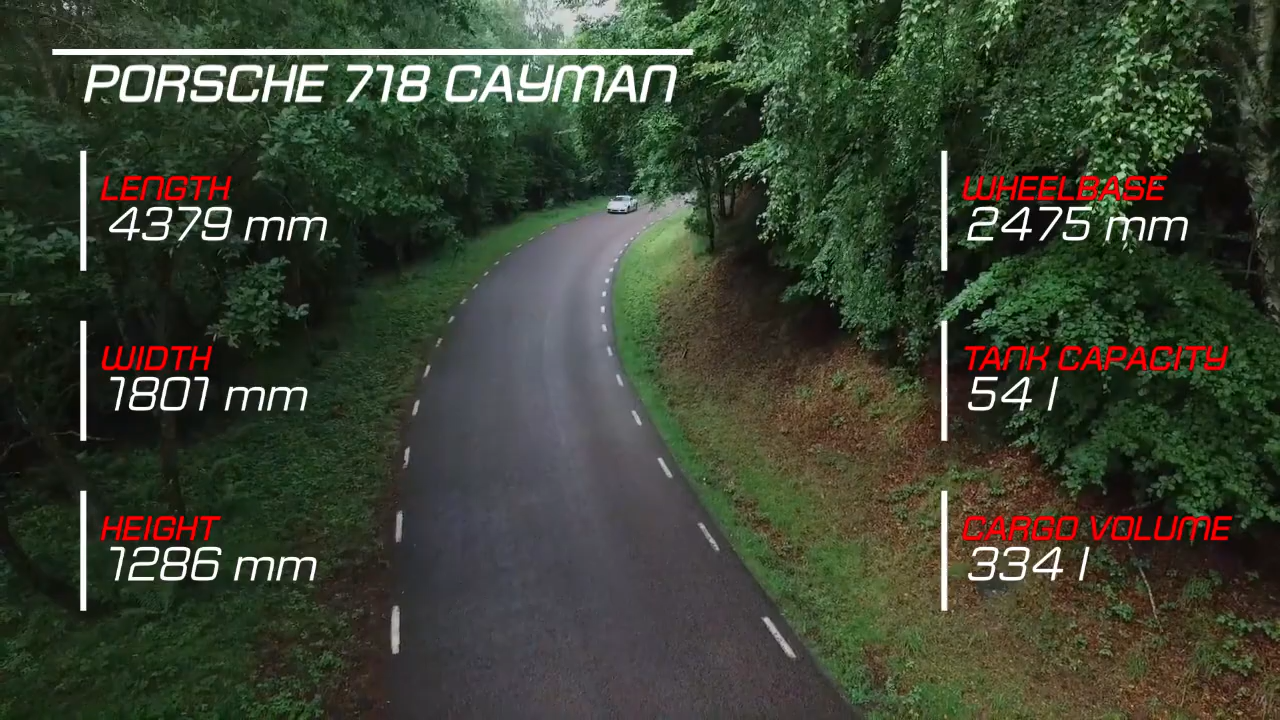 PORSCHE 718 CAYMAN
LENGTH
4379 mm
WIDTH
1801 mm
HEIGHT
1286 mm
WHEELBASE
2475 mm
TANK CAPACITY
54 l
CARGO VOLUME
334 l